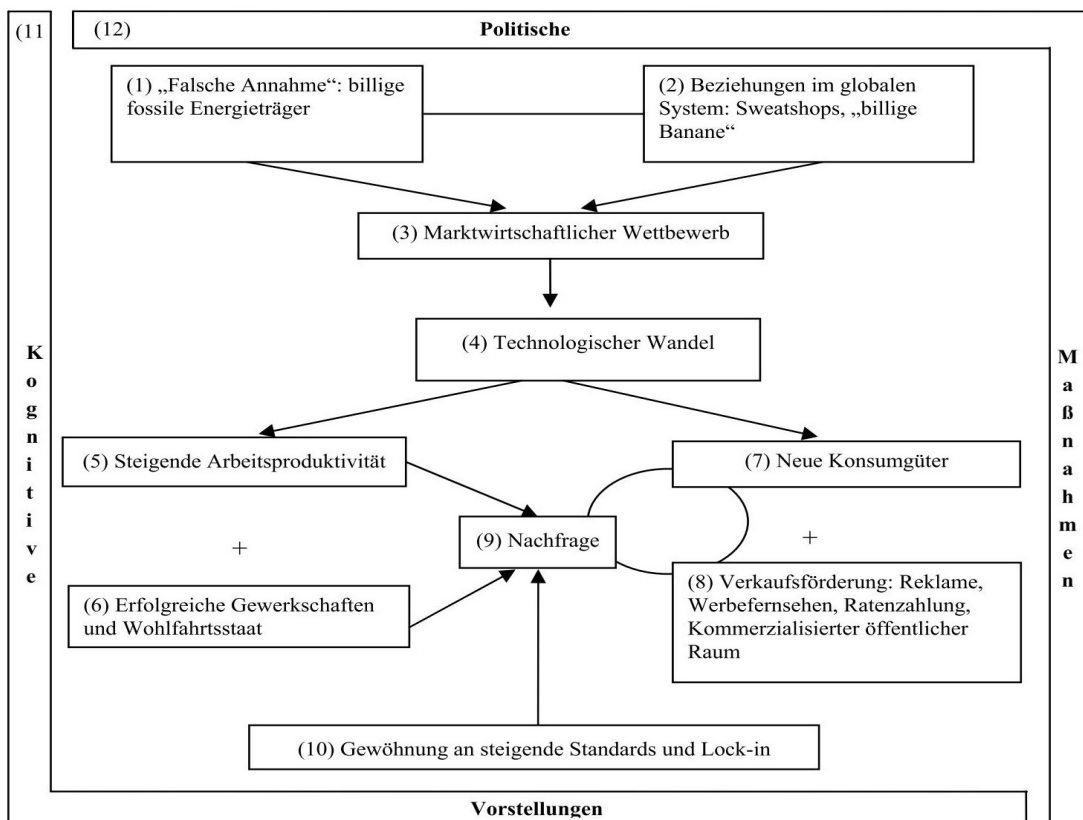 (11
(12)
Politische
(1) „Falsche Annahme“: billige
fossile Energieträger
(2) Beziehungen im globalen
System: Sweatshops, „billige
Banane“
(3) Marktwirtschaftlicher Wettbewerb
(4) Technologischer Wandel
Kognitive
Maßnahmen
(5) Steigende Arbeitsproduktivität
(7) Neue Konsumgüter
+
(9) Nachfrage
+
(6) Erfolgreiche Gewerkschaften
und Wohlfahrtsstaat
(8) Verkaufsförderung: Reklame,
Werbefernsehen, Ratenzahlung,
Kommerzialisierter öffentlicher
Raum
(10) Gewöhnung an steigende Standards und Lock-in
Vorstellungen